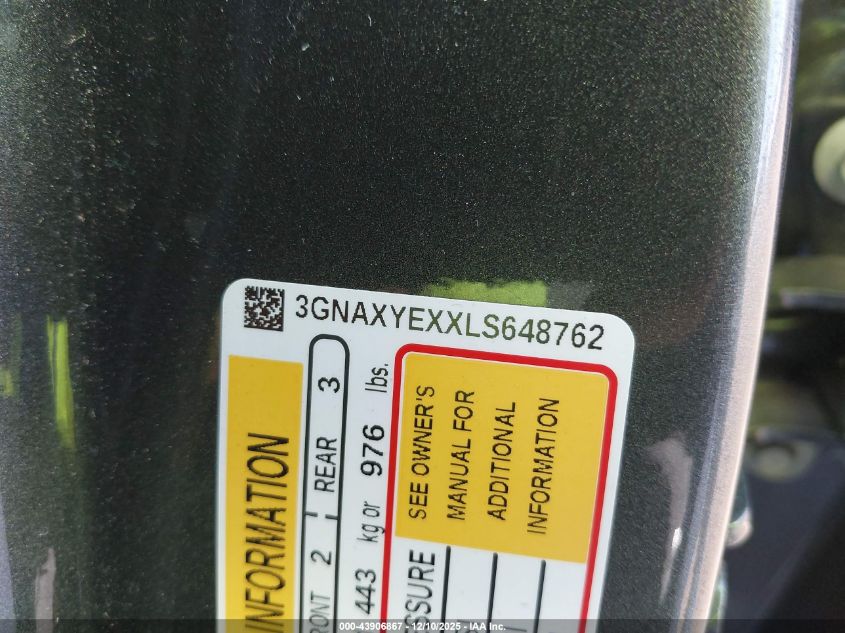 3GNAXYEXXLS648762
INFORMATION
FRONT 2 REAR 3
443 kg or 976 lbs.
SEE OWNER'S
MANUAL FOR
ADDITIONAL
INFORMATION
000-43906867 - 12/10/2025 - IAA Inc.